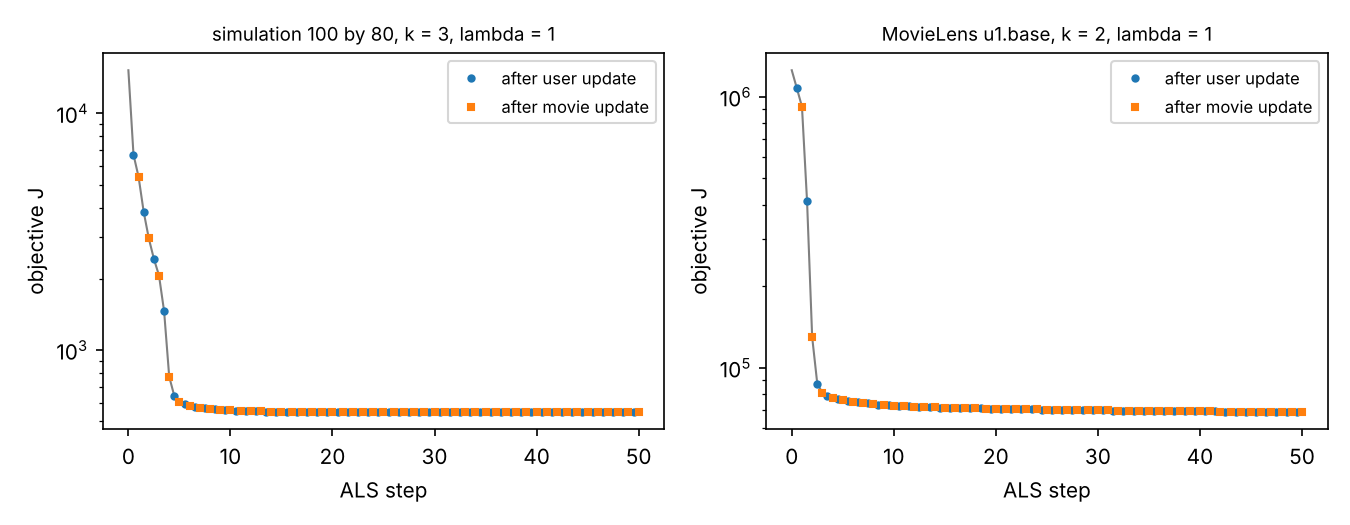 simulation 100 by 80, k = 3, lambda = 1
after user update
after movie update
10⁴
10³
objective J
0 10 20 30 40 50
ALS step
MovieLens u1.base, k = 2, lambda = 1
after user update
after movie update
10⁶
10⁵
objective J
0 10 20 30 40 50
ALS step